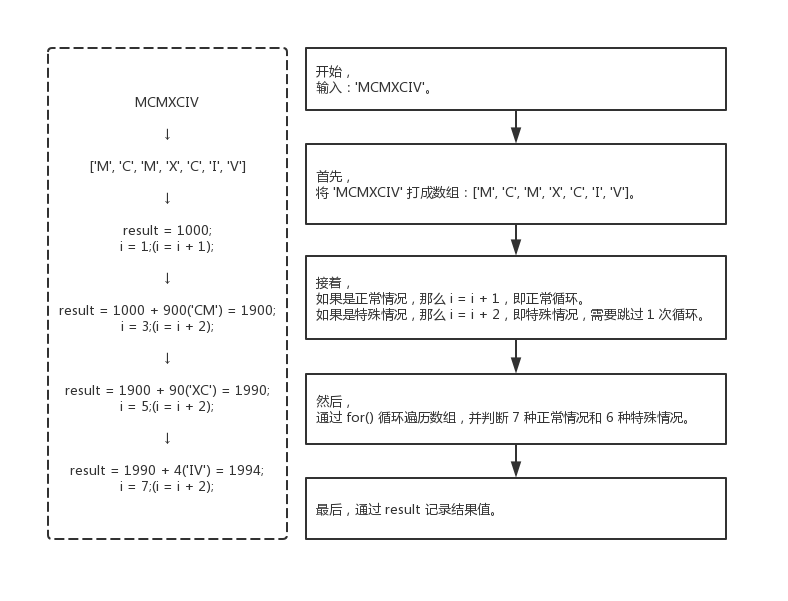 MCMXCIV
↓
['M', 'C', 'M', 'X', 'C', 'I', 'V']
↓
result = 1000;
i = 1;(i = i + 1);
↓
result = 1000 + 900('CM') = 1900;
i = 3;(i = i + 2);
↓
result = 1900 + 90('XC') = 1990;
i = 5;(i = i + 2);
↓
result = 1990 + 4('IV') = 1994;
i = 7;(i = i + 2);
开始，
输入：'MCMXCIV'。
首先，
将 'MCMXCIV' 打成数组：['M', 'C', 'M', 'X', 'C', 'I', 'V']。
接着，
如果是正常情况，那么 i = i + 1，即正常循环。
如果是特殊情况，那么 i = i + 2，即特殊情况，需要跳过 1 次循环。
然后，
通过 for() 循环遍历数组，并判断 7 种正常情况和 6 种特殊情况。
最后，通过 result 记录结果值。